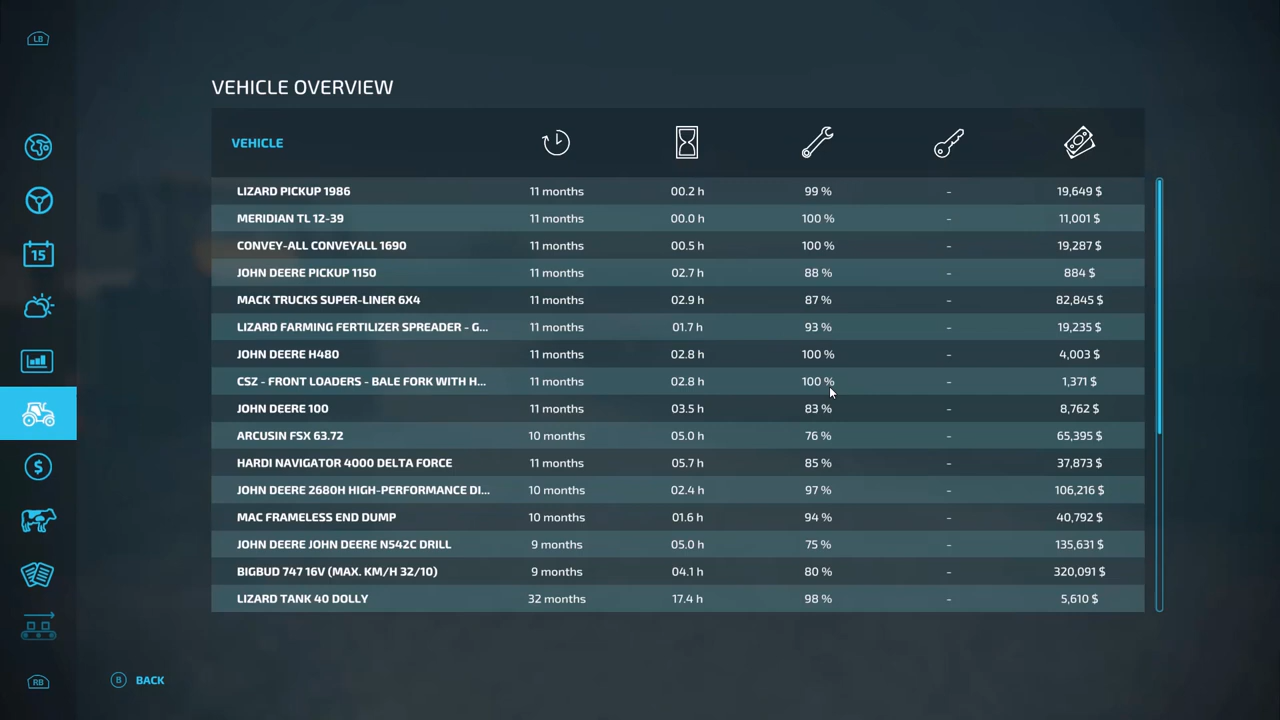 LB
VEHICLE OVERVIEW
VEHICLE
LIZARD PICKUP 1986 11 months 00.2 h 99 % - 19,649 $
MERIDIAN TL 12-39 11 months 00.0 h 100 % - 11,001 $
CONVEY-ALL CONVEYALL 1690 11 months 00.5 h 100 % - 19,287 $
JOHN DEERE PICKUP 1150 11 months 02.7 h 88 % - 884 $
MACK TRUCKS SUPER-LINER 6X4 11 months 02.9 h 87 % - 82,845 $
LIZARD FARMING FERTILIZER SPREADER - G... 11 months 01.7 h 93 % - 19,235 $
JOHN DEERE H480 11 months 02.8 h 100 % - 4,003 $
CSZ - FRONT LOADERS - BALE FORK WITH H... 11 months 02.8 h 100 % - 1,371 $
JOHN DEERE 100 11 months 03.5 h 83 % - 8,762 $
ARCUSIN FSX 63.72 10 months 05.0 h 76 % - 65,395 $
HARDI NAVIGATOR 4000 DELTA FORCE 11 months 05.7 h 85 % - 37,873 $
JOHN DEERE 2680H HIGH-PERFORMANCE DI... 10 months 02.4 h 97 % - 106,216 $
MAC FRAMELESS END DUMP 10 months 01.6 h 94 % - 40,792 $
JOHN DEERE JOHN DEERE N542C DRILL 9 months 05.0 h 75 % - 135,631 $
BIGBUD 747 16V (MAX. KM/H 32/10) 9 months 04.1 h 80 % - 320,091 $
LIZARD TANK 40 DOLLY 32 months 17.4 h 98 % - 5,610 $
15
$
RB
B BACK